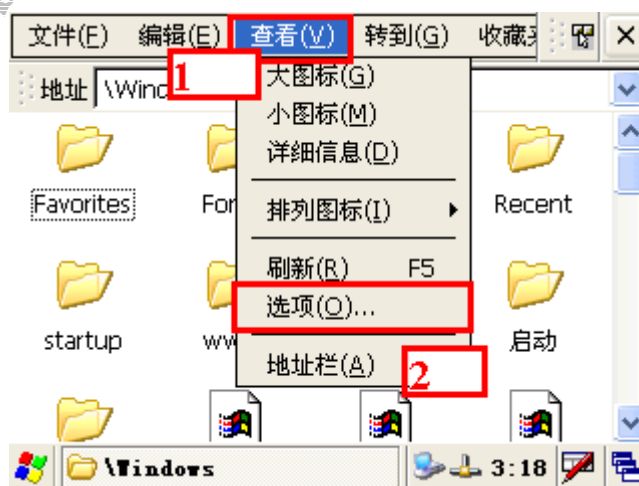 文件(F) 编辑(E) 查看(V) 转到(G) 收藏
1
地址 \Wind
大图标(G)
小图标(M)
详细信息(D)
排列图标(I)
刷新(R) F5
选项(O)...
地址栏(A)
2
Favorites For Recent
startup ww 启动
\Windows 3:18